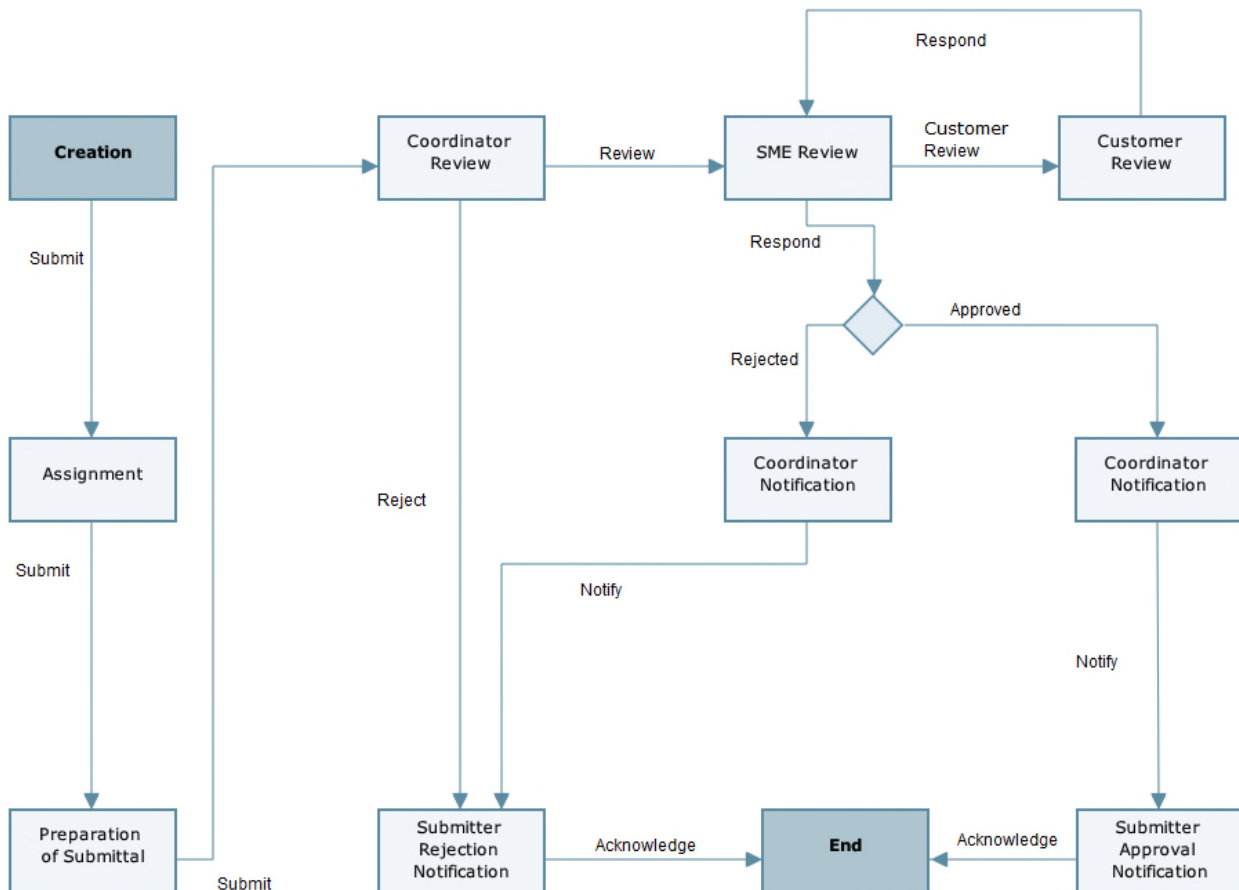 Respond
Creation
Coordinator
Review
Review
SME Review
Customer
Review
Customer
Review
Submit
Respond
Approved
Rejected
Assignment
Coordinator
Notification
Coordinator
Notification
Reject
Submit
Notify
Notify
Preparation
of Submittal
Submit
Submitter
Rejection
Notification
Acknowledge
End
Acknowledge
Submitter
Approval
Notification